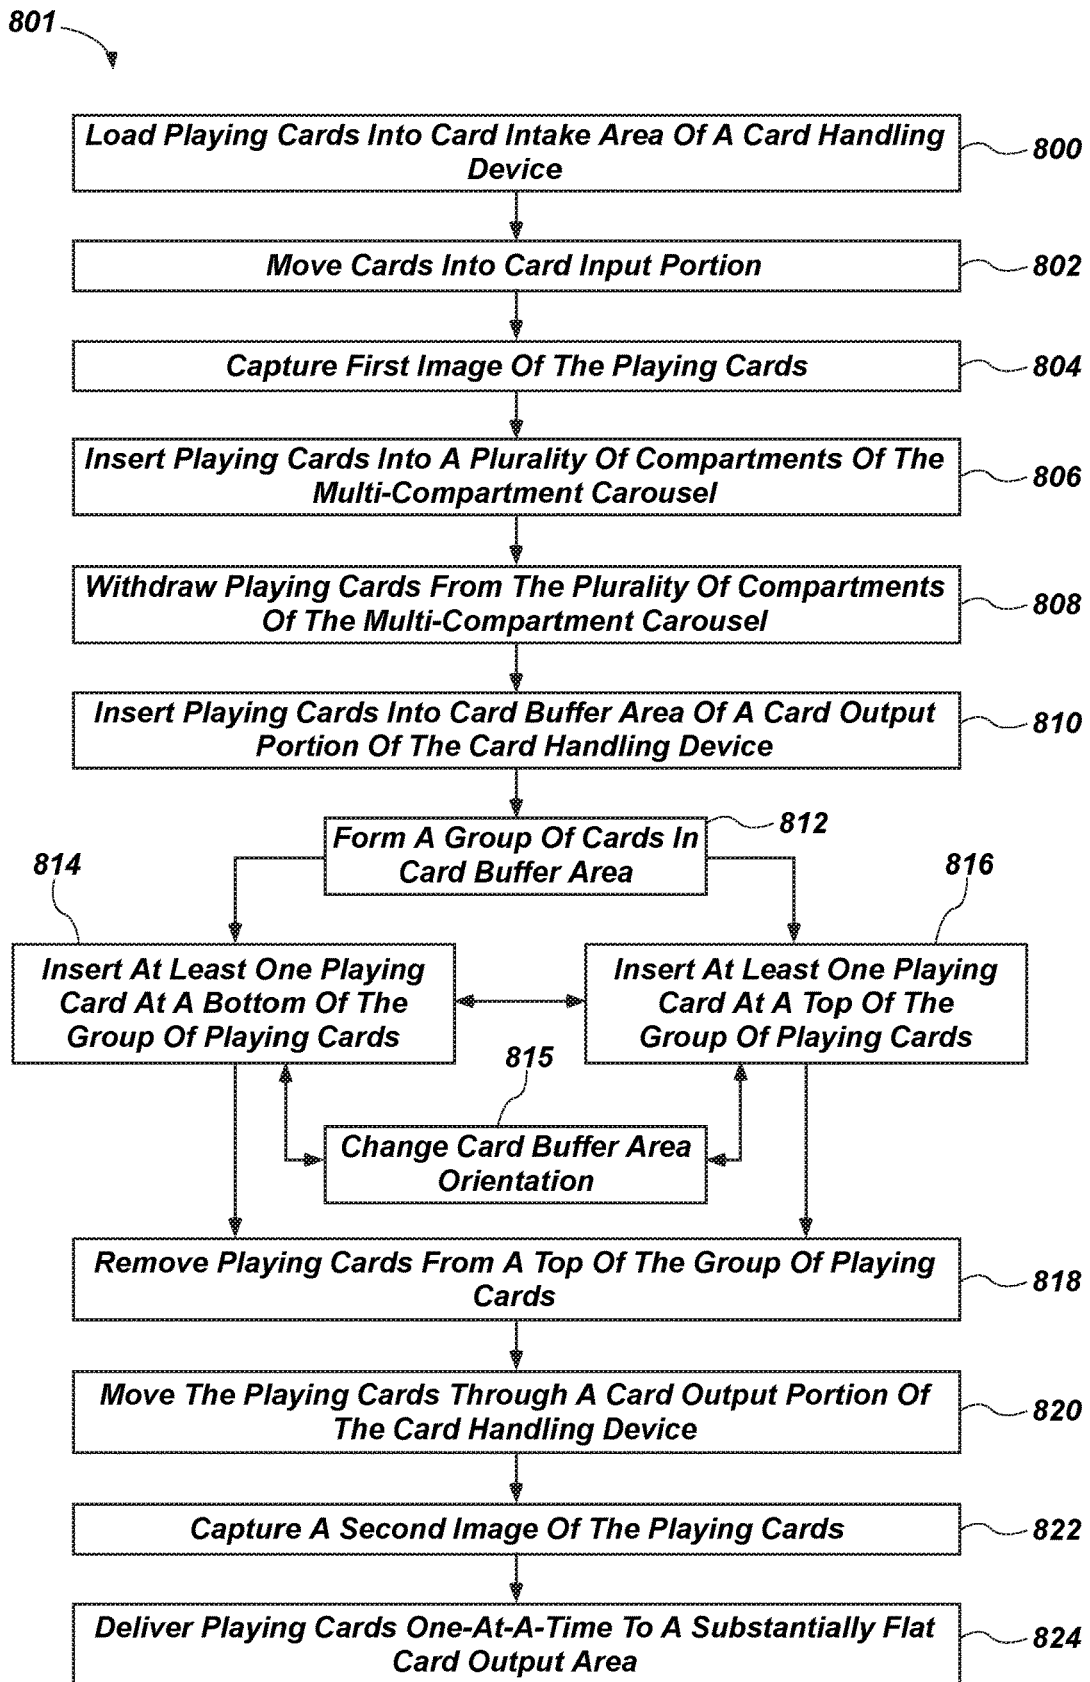 801
Load Playing Cards Into Card Intake Area Of A Card Handling
Device
800
Move Cards Into Card Input Portion
802
Capture First Image Of The Playing Cards
804
Insert Playing Cards Into A Plurality Of Compartments Of The
Multi-Compartment Carousel
806
Withdraw Playing Cards From The Plurality Of Compartments
Of The Multi-Compartment Carousel
808
Insert Playing Cards Into Card Buffer Area Of A Card Output
Portion Of The Card Handling Device
810
Form A Group Of Cards In
Card Buffer Area
812
814
816
Insert At Least One Playing
Card At A Bottom Of The
Group Of Playing Cards
Insert At Least One Playing
Card At A Top Of The
Group Of Playing Cards
815
Change Card Buffer Area
Orientation
Remove Playing Cards From A Top Of The Group Of Playing
Cards
818
Move The Playing Cards Through A Card Output Portion Of
The Card Handling Device
820
Capture A Second Image Of The Playing Cards
822
Deliver Playing Cards One-At-A-Time To A Substantially Flat
Card Output Area
824